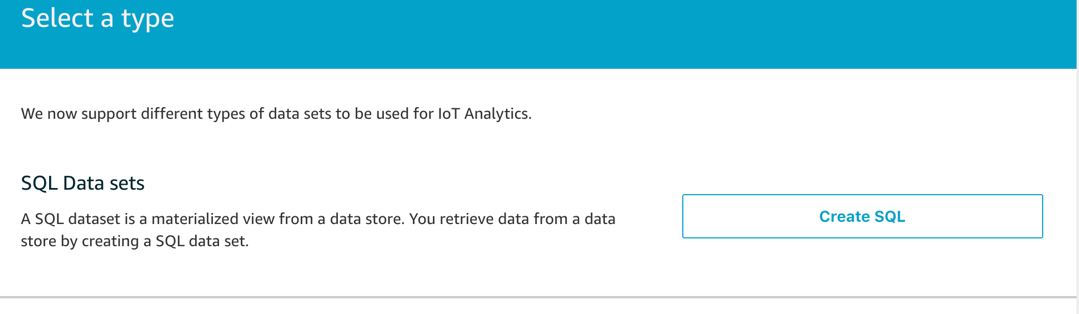 Select a type
We now support different types of data sets to be used for IoT Analytics.
SQL Data sets
A SQL dataset is a materialized view from a data store. You retrieve data from a data
store by creating a SQL data set.
Create SQL